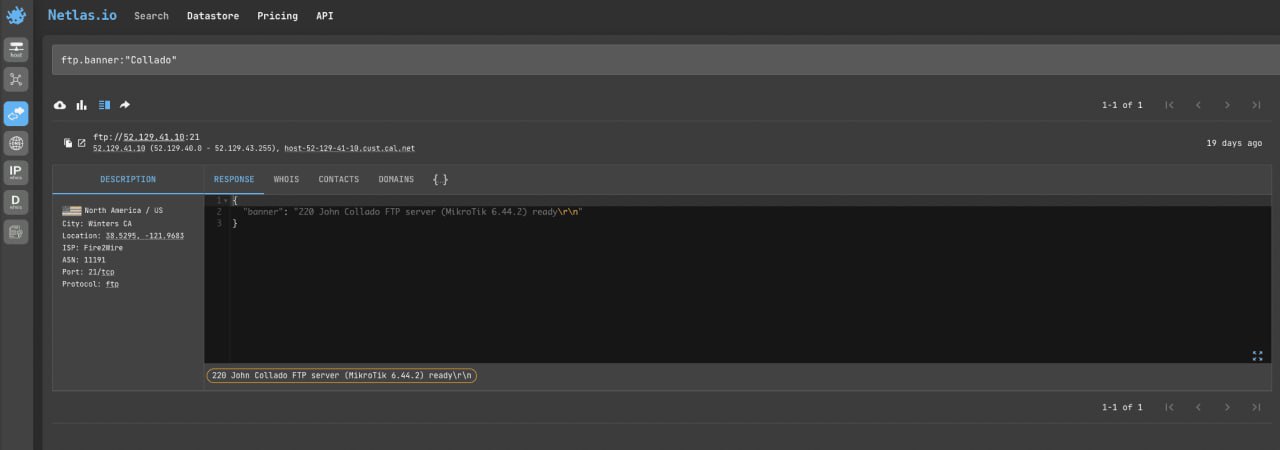 Netlas.io Search Datastore Pricing API
host
ftp.banner:"Collado"
1-1 of 1
ftp://52.129.41.10:21
52.129.41.10 (52.129.40.0 - 52.129.43.255), host-52-129-41-10.cust.cal.net
19 days ago
DESCRIPTION RESPONSE WHOIS CONTACTS DOMAINS {..}
North America / US
City: Winters CA
Location: 38.5295, -121.9683
ISP: Fire2Wire
ASN: 11191
Port: 21/tcp
Protocol: ftp
1 {
2 "banner": "220 John Collado FTP server (MikroTik 6.44.2) ready\r\n"
3 }
IP
whois
D
whois
220 John Collado FTP server (MikroTik 6.44.2) ready\r\n
1-1 of 1